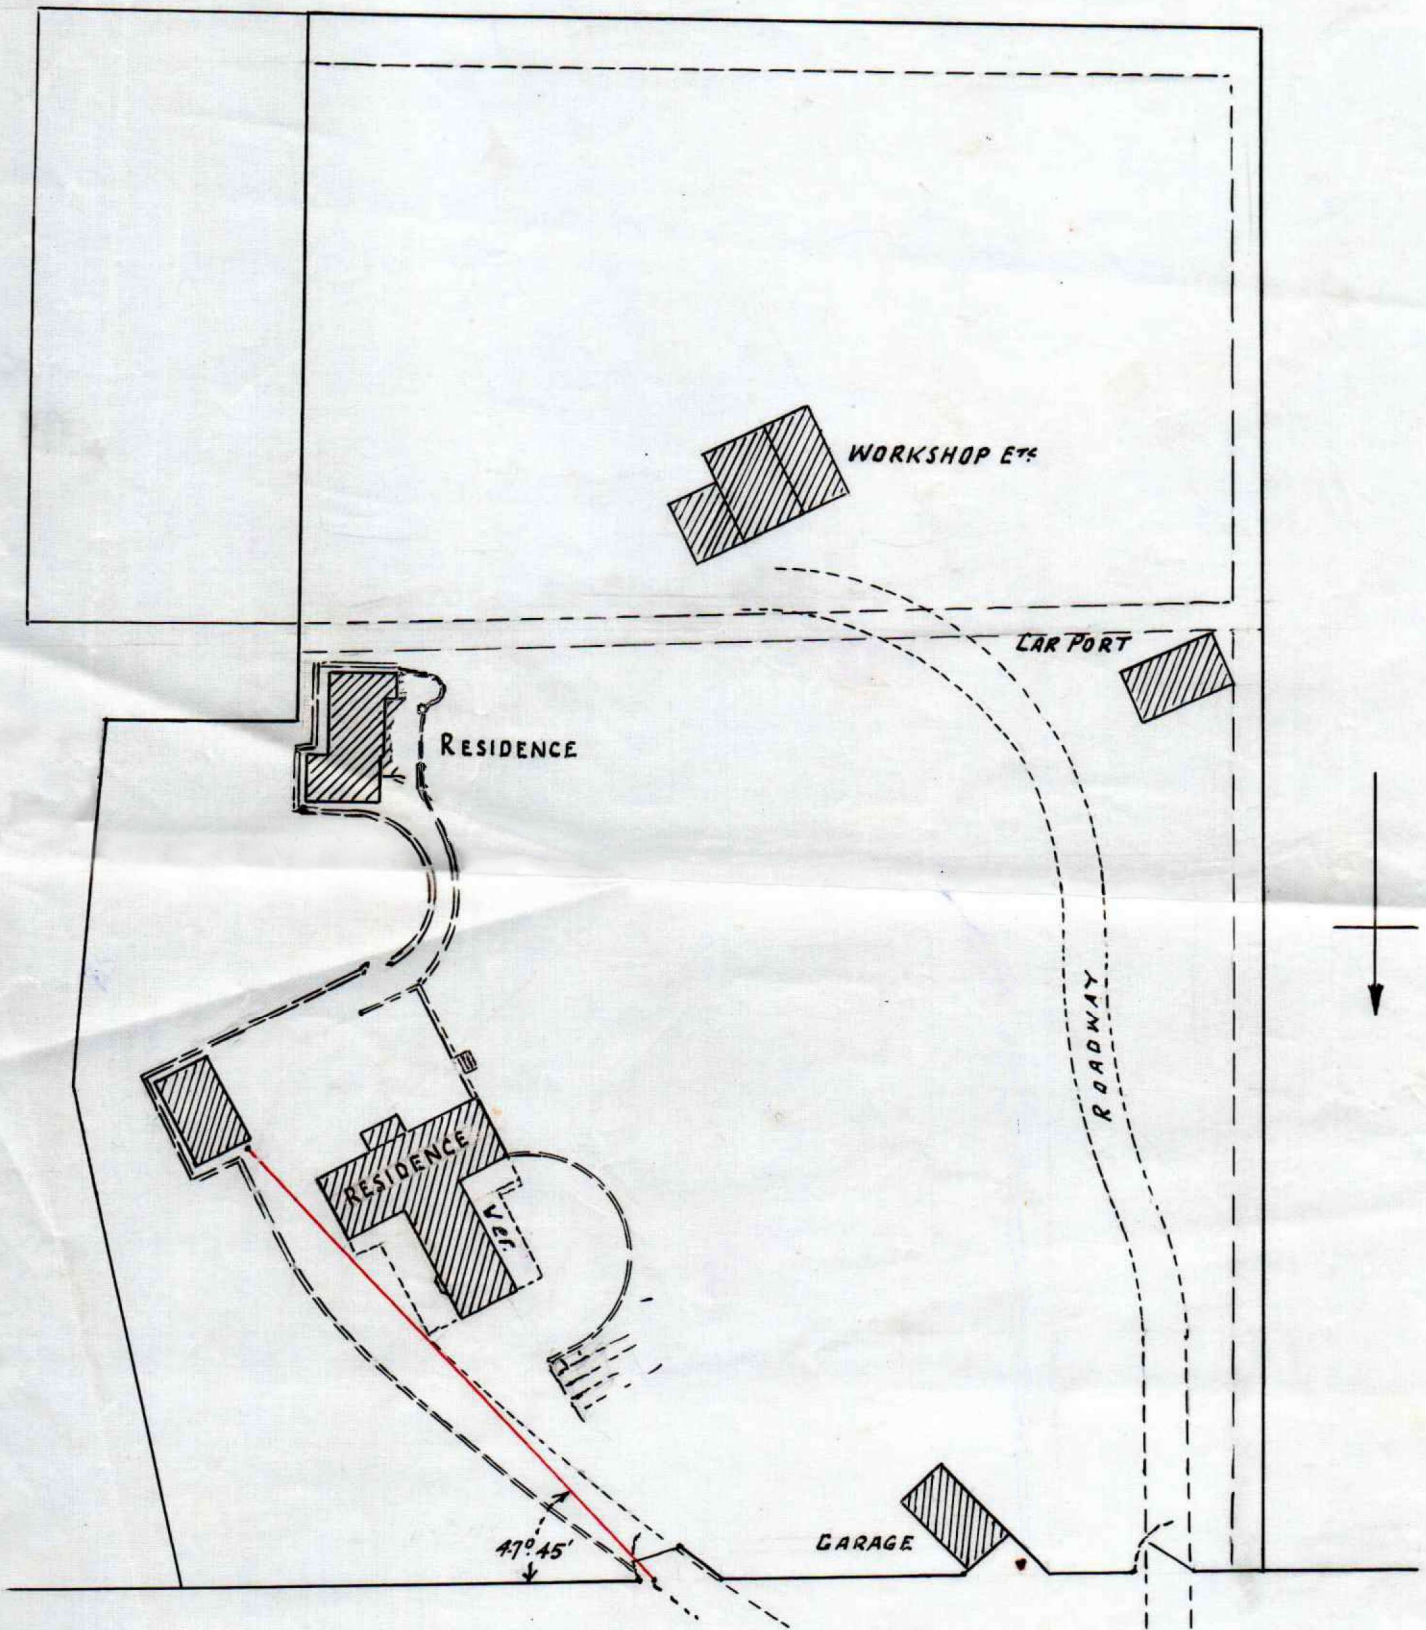 WORKSHOP ETC
CAR PORT
RESIDENCE
ROADWAY
RESIDENCE
Ver.
47°.45'
GARAGE